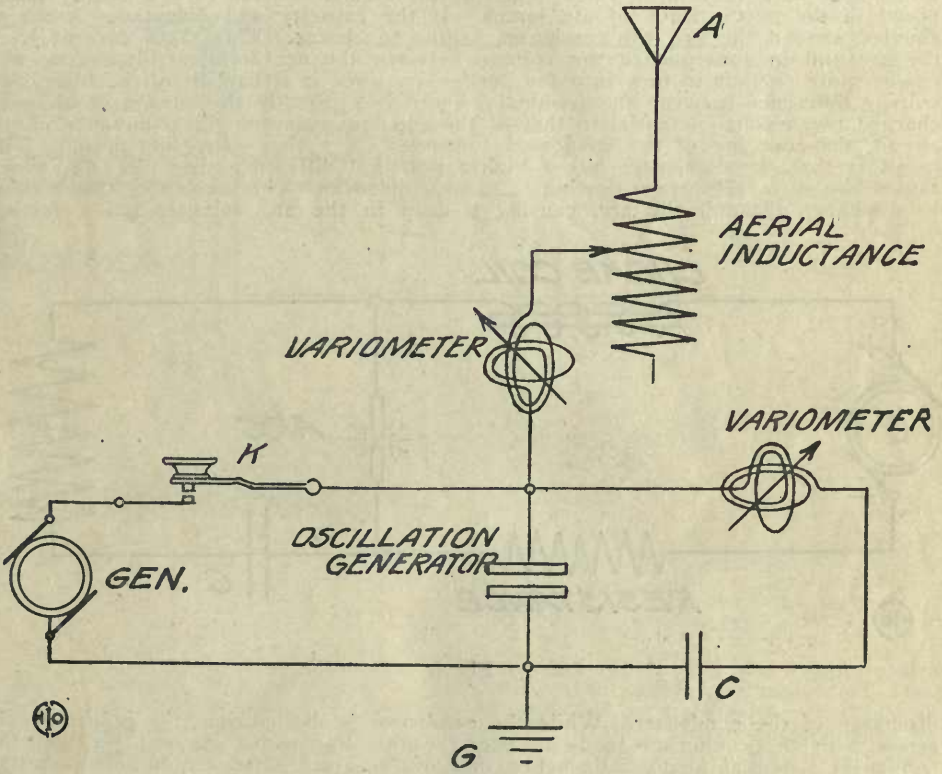 A
AERIAL
INDUCTANCE
VARIOMETER
VARIOMETER
K
OSCILLATION
GENERATOR
GEN.
C
G